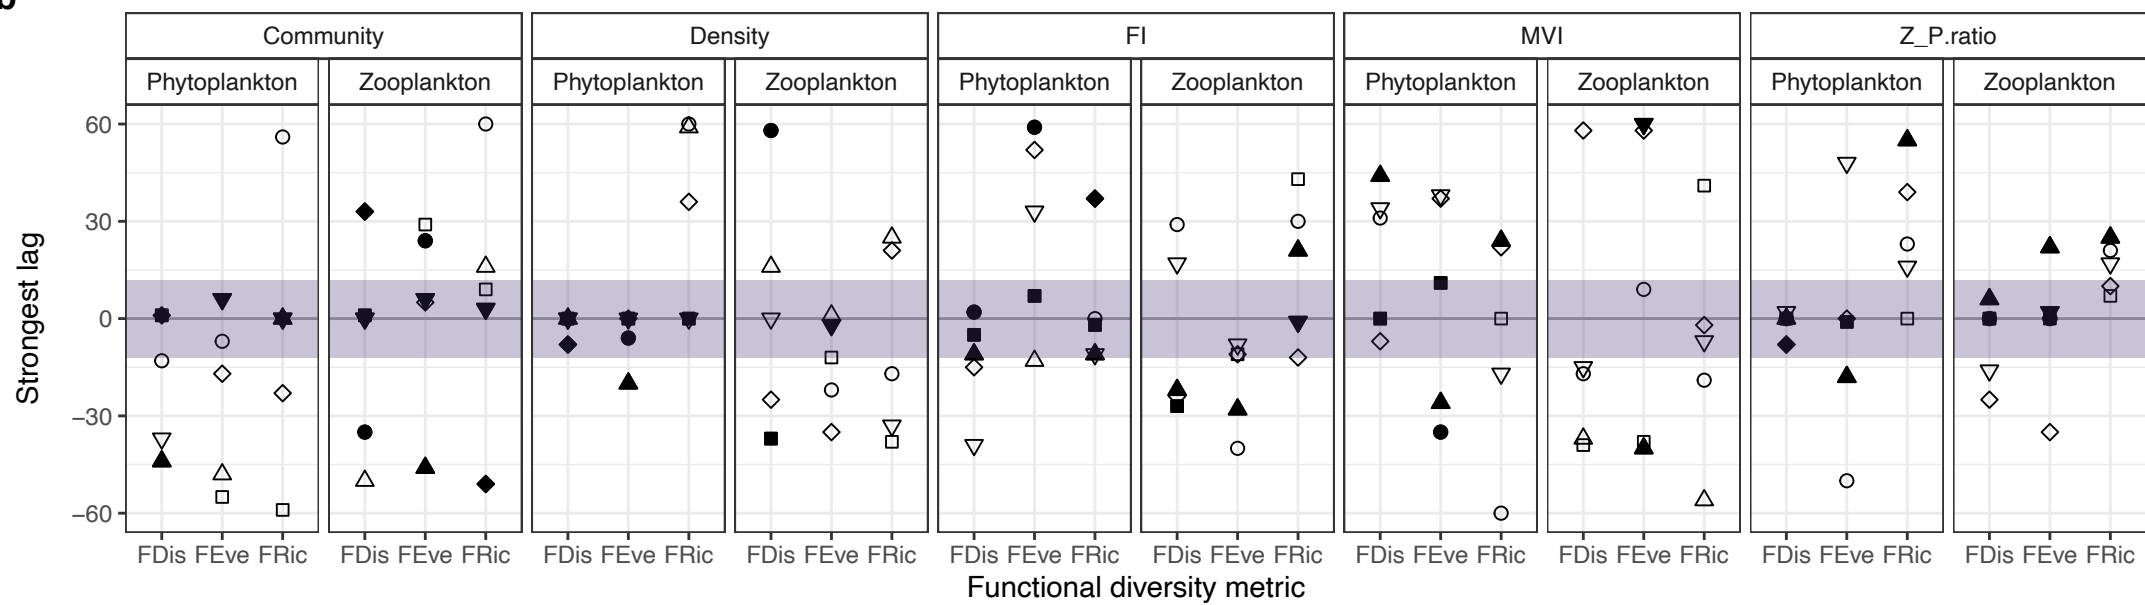 b
Community Density FI MVI Z_P.ratio
Phytoplankton Zooplankton Phytoplankton Zooplankton Phytoplankton Zooplankton Phytoplankton Zooplankton Phytoplankton Zooplankton
60
30
0
−30
−60
Strongest lag
FDis FEve FRic FDis FEve FRic FDis FEve FRic FDis FEve FRic FDis FEve FRic FDis FEve FRic FDis FEve FRic FDis FEve FRic FDis FEve FRic FDis FEve FRic
Functional diversity metric